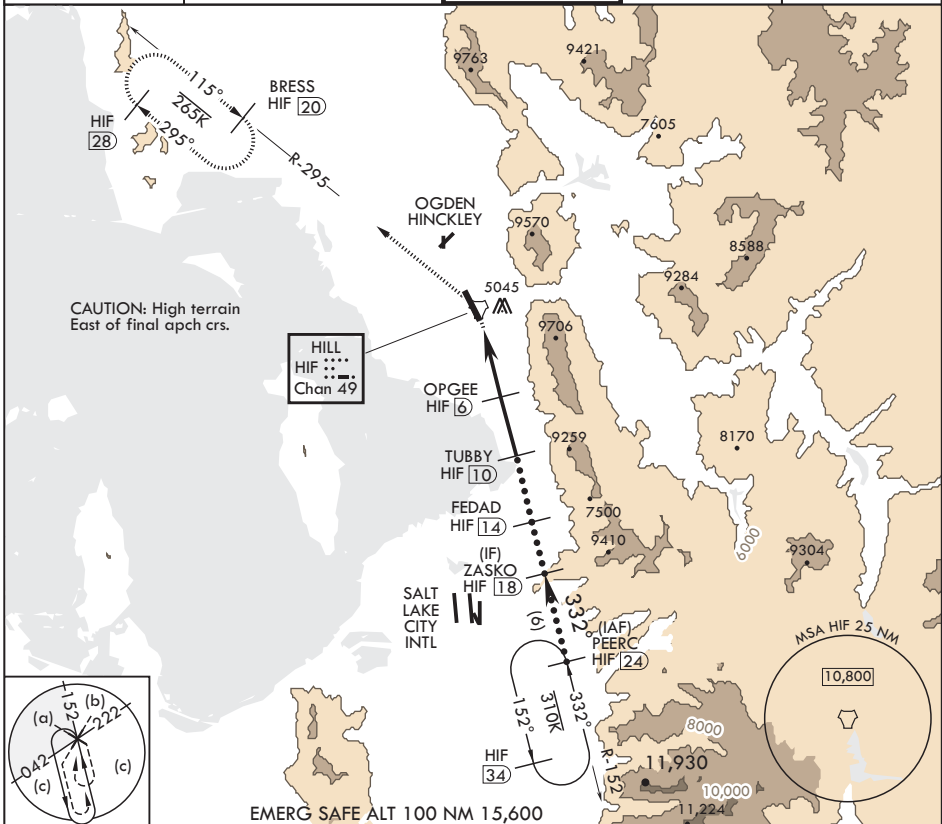 9763
9421
7605
115°
265K
295°
BRESS
HIF 20
HIF
28
R-295
OGDEN
HINCKLEY
9570
8588
9284
5045
CAUTION: High terrain
East of final apch crs.
HILL
HIF
Chan 49
9706
OPGEE
HIF 6
9259
8170
TUBBY
HIF 10
7500
FEDAD
HIF 14
9410
6000
9304
(IF)
ZASKO
HIF 18
SALT
LAKE
CITY
INTL
(6)
332°
(IAF)
PEERC
HIF 24
MSA HIF 25 NM
10,800
152°
310K
332°
R-152
HIF
34
8000
11,930
10,000
11,224
(a)
152
(b)
222
042
(c)
(c)
EMERG SAFE ALT 100 NM 15,600